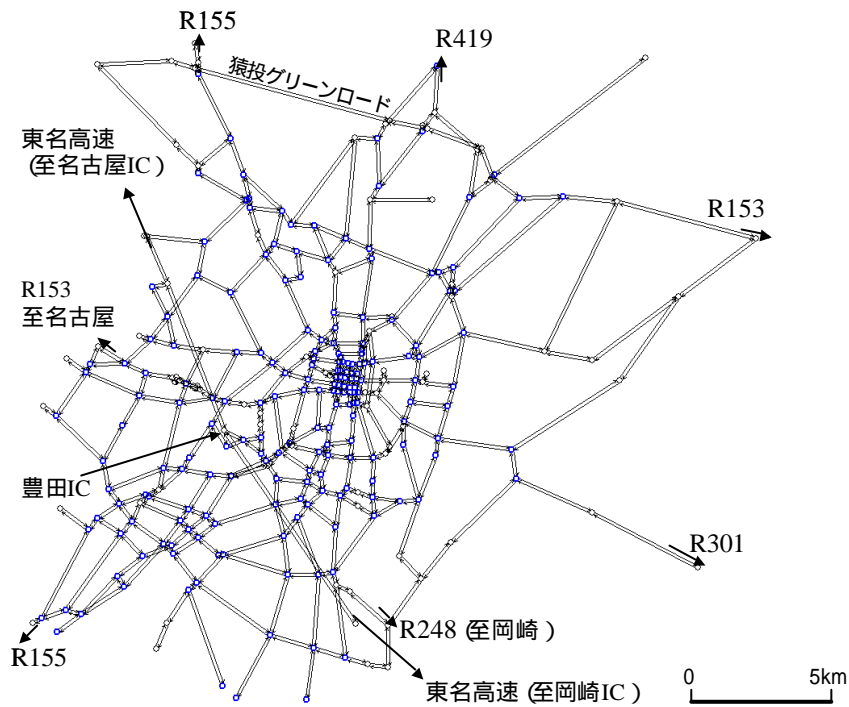 R155
R419
猿投グリーンロード
東名高速
(至名古屋IC)
R153
R153
至名古屋
豊田IC
R301
R248 (至岡崎)
R155
東名高速 (至岡崎IC)
0 5km